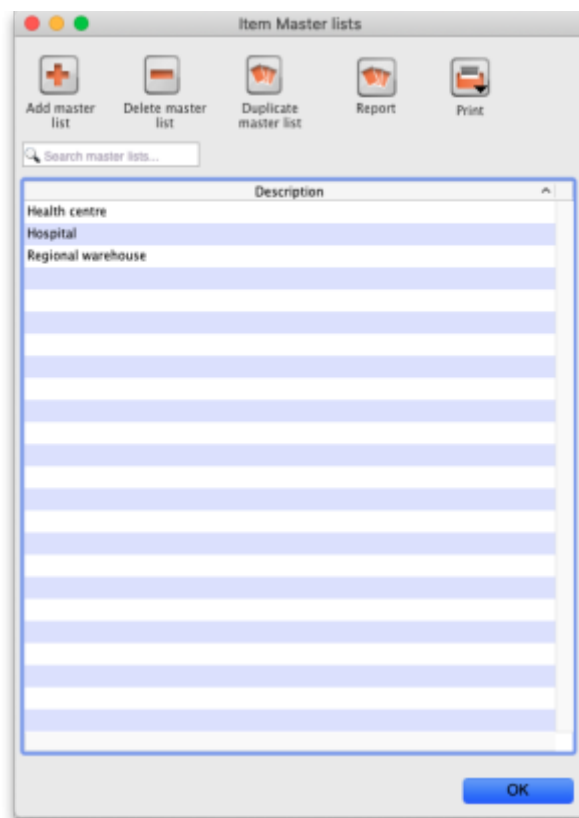 Item Master lists
Add master list
Delete master list
Duplicate master list
Report
Print
Search master lists...
Description
Health centre
Hospital
Regional warehouse
OK